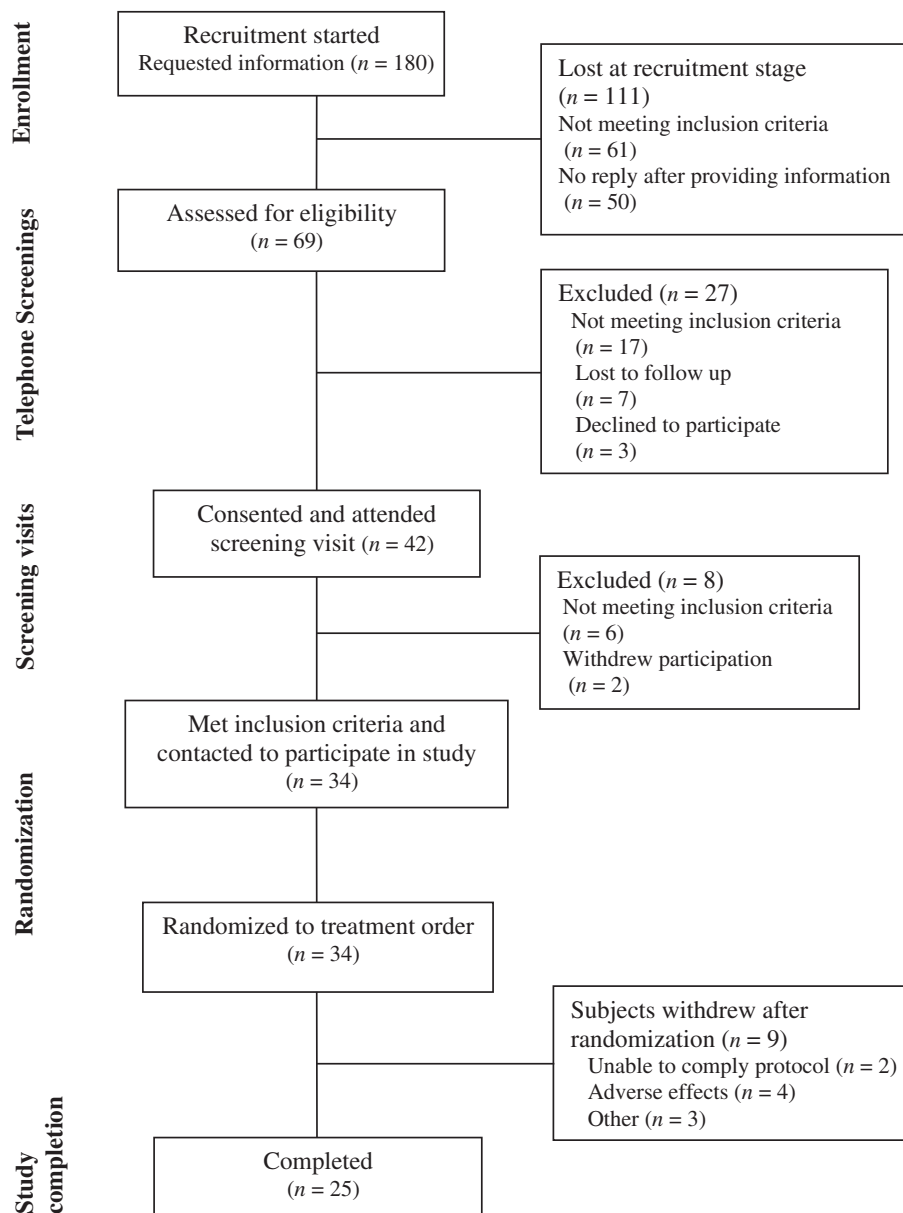 Enrollment
Recruitment started
Requested information (n = 180)
Lost at recruitment stage
(n = 111)
Not meeting inclusion criteria
(n = 61)
No reply after providing information
(n = 50)
Telephone Screenings
Assessed for eligibility
(n = 69)
Excluded (n = 27)
Not meeting inclusion criteria
(n = 17)
Lost to follow up
(n = 7)
Declined to participate
(n = 3)
Screening visits
Consented and attended
screening visit (n = 42)
Excluded (n = 8)
Not meeting inclusion criteria
(n = 6)
Withdrew participation
(n = 2)
Randomization
Met inclusion criteria and
contacted to participate in study
(n = 34)
Randomized to treatment order
(n = 34)
Subjects withdrew after
randomization (n = 9)
Unable to comply protocol (n = 2)
Adverse effects (n = 4)
Other (n = 3)
Study
completion
Completed
(n = 25)